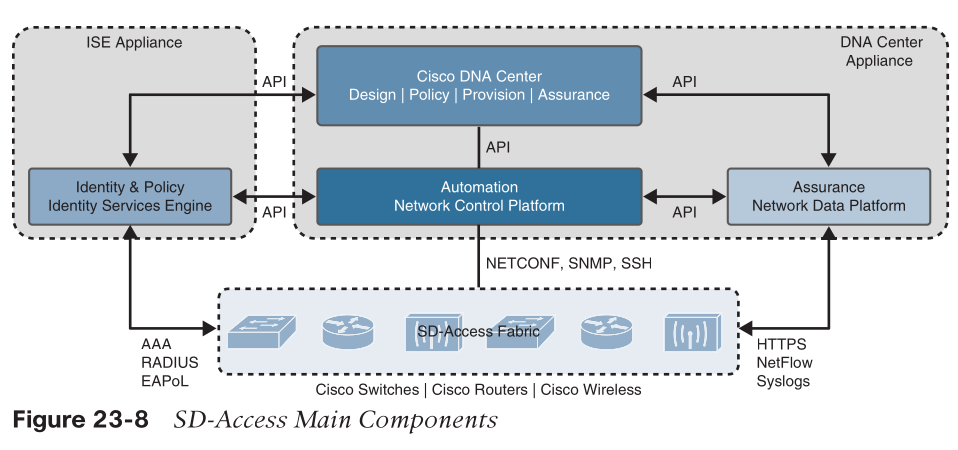 ISE Appliance
DNA Center
Appliance
Cisco DNA Center
Design | Policy | Provision | Assurance
API
API
API
Identity & Policy
Identity Services Engine
API
Automation
Network Control Platform
API
Assurance
Network Data Platform
NETCONF, SNMP, SSH
SD-Access Fabric
AAA
RADIUS
EAPoL
HTTPS
NetFlow
Syslogs
Cisco Switches | Cisco Routers | Cisco Wireless
Figure 23-8 SD-Access Main Components